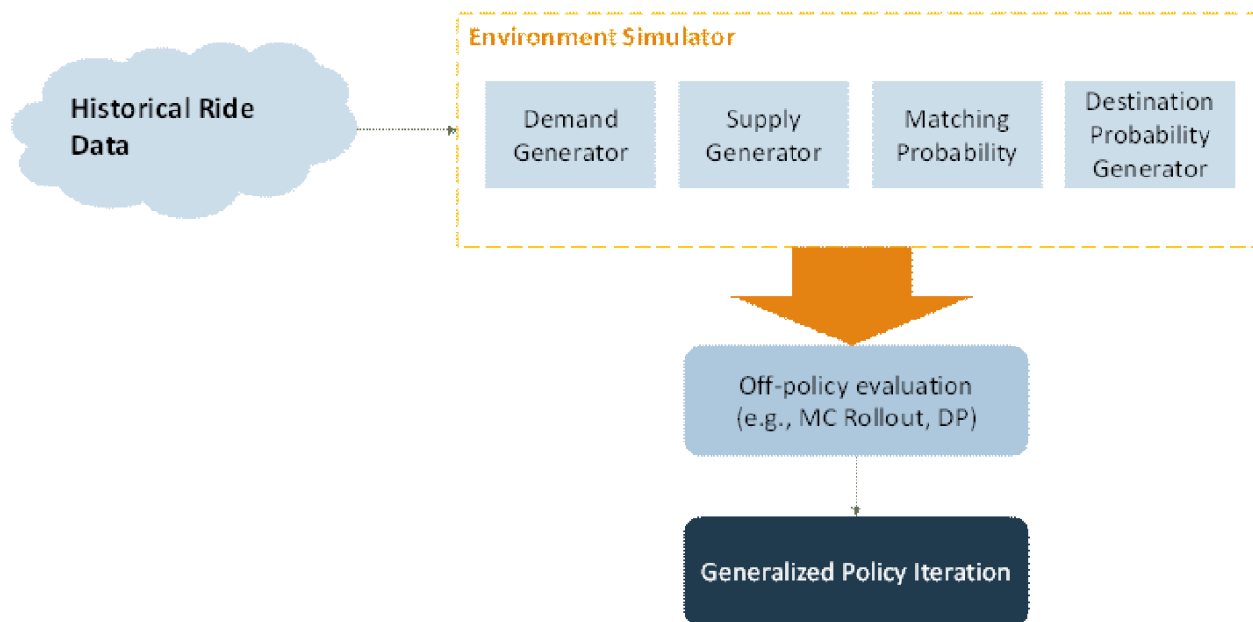 Environment Simulator
Historical Ride
Data
Demand
Generator
Supply
Generator
Matching
Probability
Destination
Probability
Generator
Off-policy evaluation
(e.g., MC Rollout, DP)
Generalized Policy Iteration